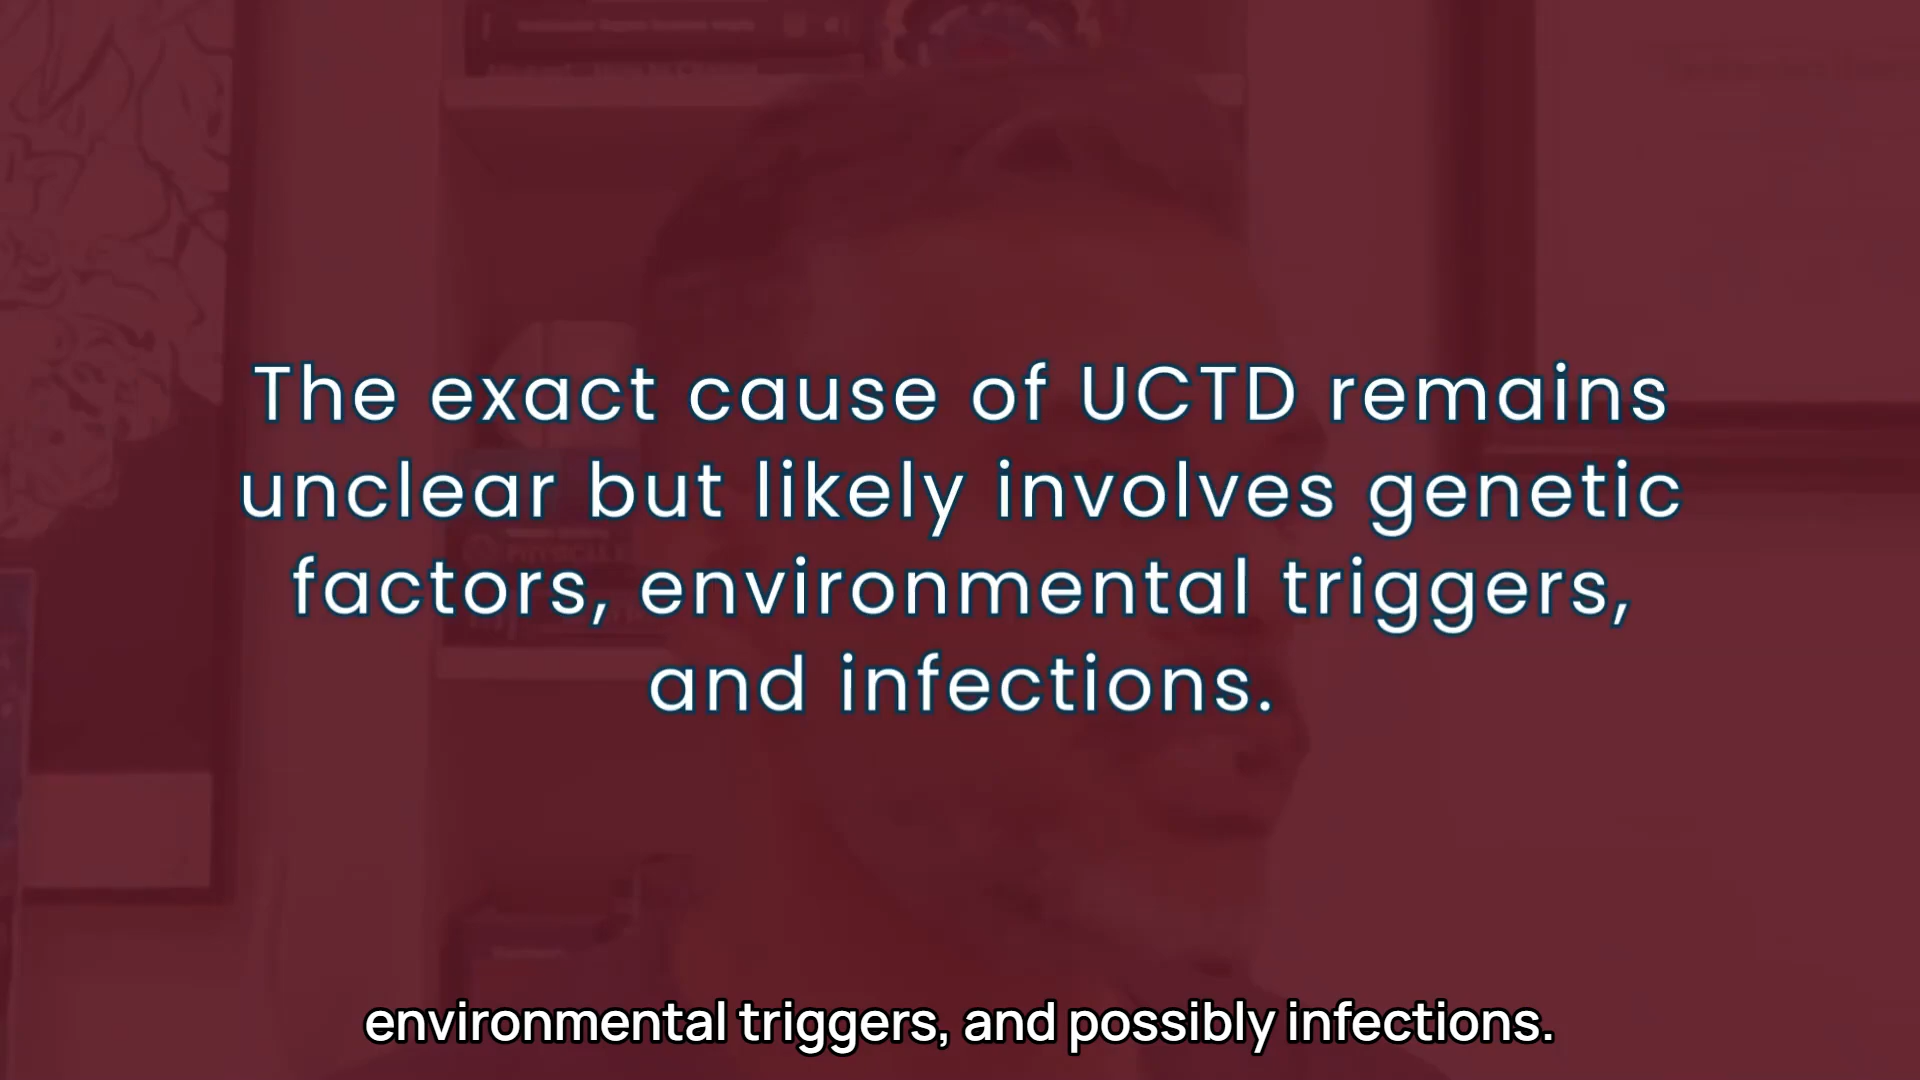 The exact cause of UCTD remains
unclear but likely involves genetic
factors, environmental triggers,
and infections.
environmental triggers, and possibly infections.